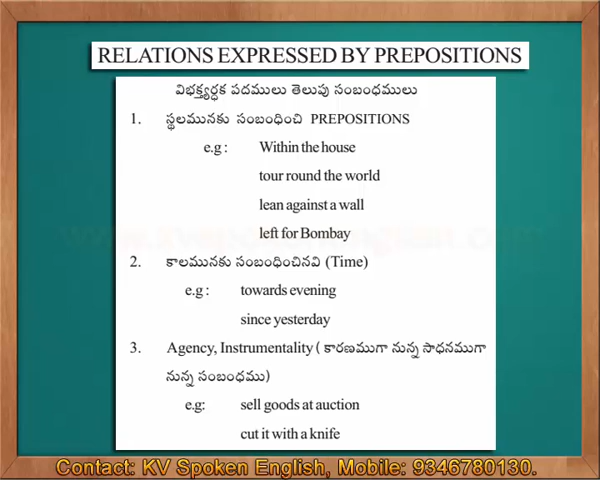 RELATIONS EXPRESSED BY PREPOSITIONS
విభక్త్యర్థక పదములు తెలుపు సంబంధములు
1. స్థలమునకు సంబంధించి PREPOSITIONS
e.g : Within the house
tour round the world
lean against a wall
left for Bombay
2. కాలమునకు సంబంధించినవి (Time)
e.g : towards evening
since yesterday
3. Agency, Instrumentality ( కారణముగా నున్న సాధనముగా
నున్న సంబంధము)
e.g: sell goods at auction
cut it with a knife
Contact: KV Spoken English, Mobile: 9346780130.